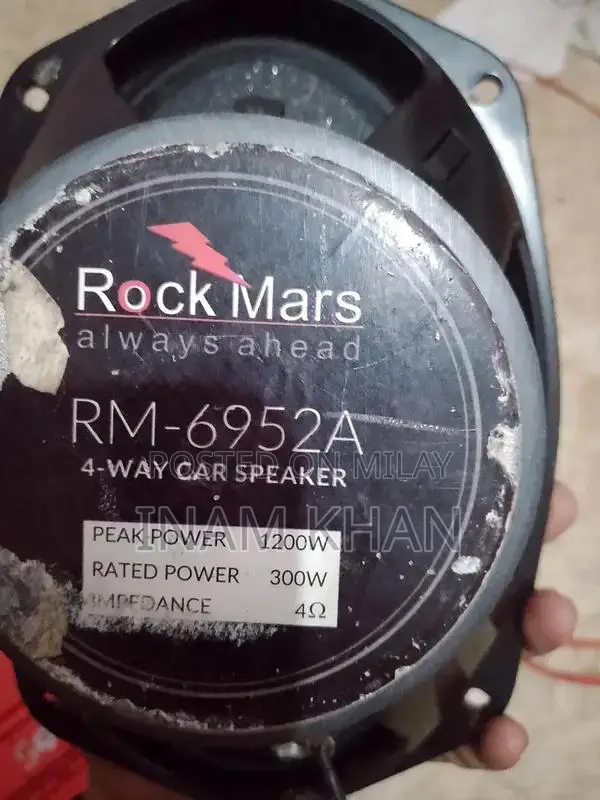 Rock Mars
always ahead
RM-6952A
POSTED ON MILAY
4-WAY CAR SPEAKER
INAM KHAN
PEAK POWER 1200W
RATED POWER 300W
IMPEDANCE 4Ω